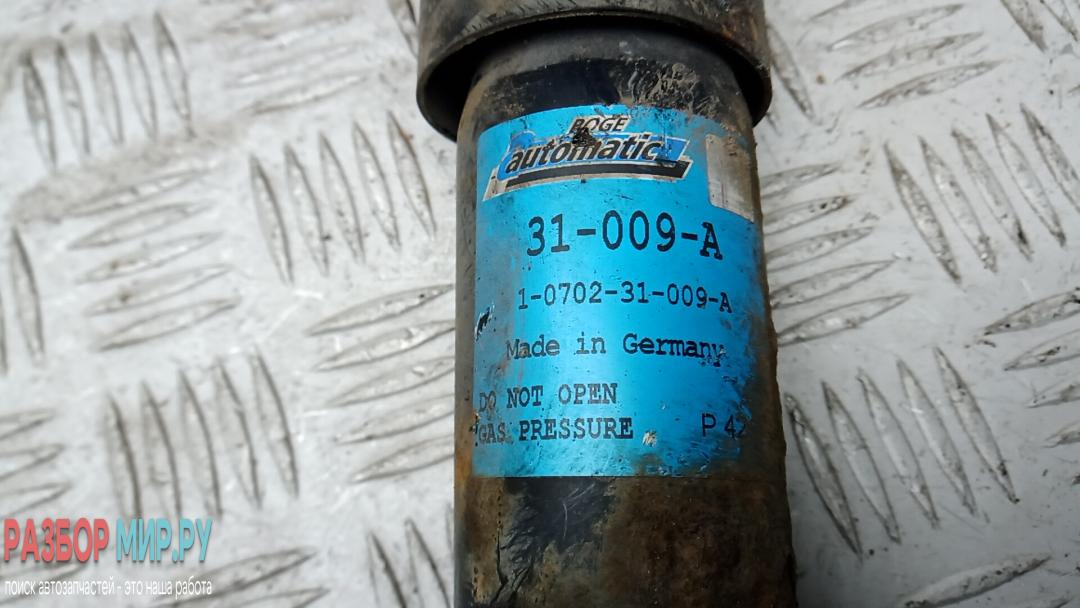 BOGE
automatic
31-009-A
1-0702-31-009-A
Made in Germany
DO NOT OPEN
GAS PRESSURE P 42
РАЗБОР МИР.РУ
поиск автозапчастей - это наша работа